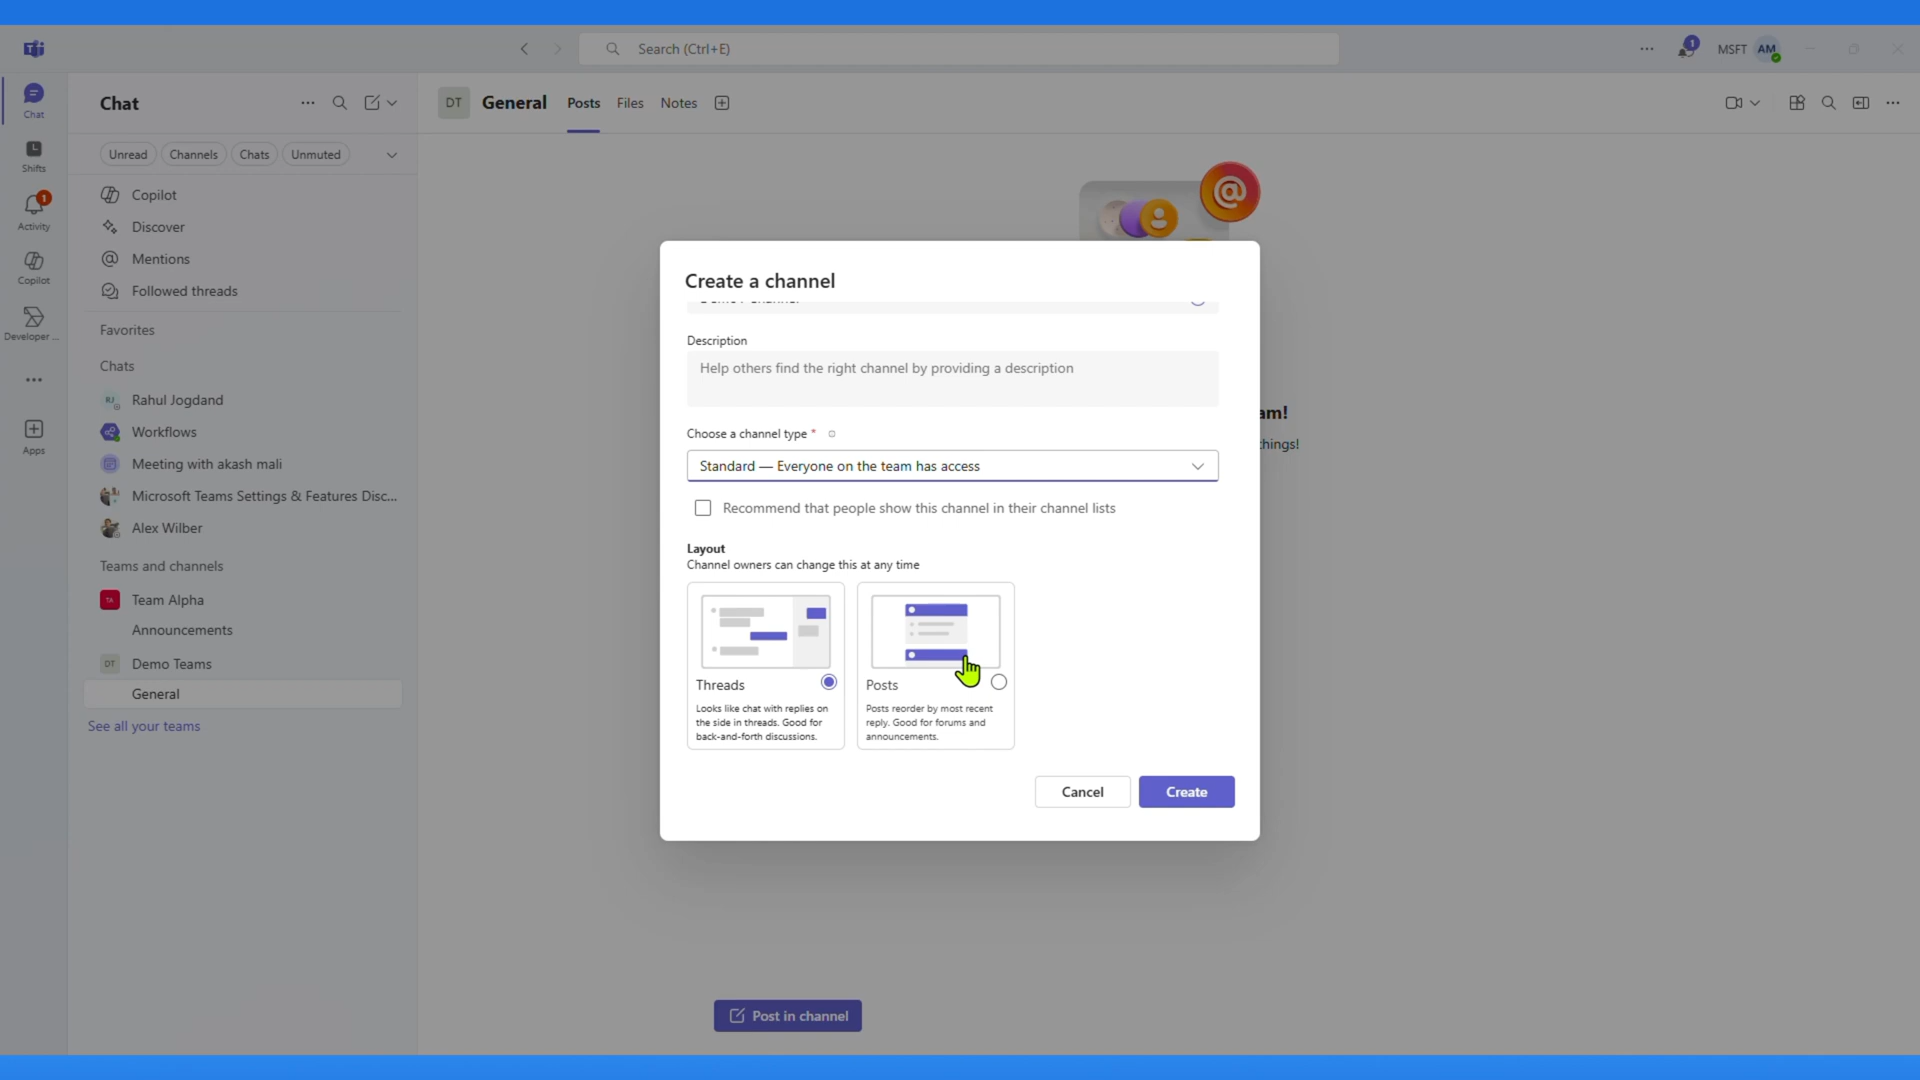 Search (Ctrl+E)
1
MSFT
AM
Chat
Shifts
1
Activity
Copilot
Developer ...
Apps
Chat
Unread
Channels
Chats
Unmuted
Copilot
Discover
Mentions
Followed threads
Favorites
Chats
RJ
Rahul Jogdand
Workflows
Meeting with akash mali
Microsoft Teams Settings & Features Disc...
Alex Wilber
Teams and channels
TA
Team Alpha
Announcements
DT
Demo Teams
General
See all your teams
DT
General
Posts
Files
Notes
@
am!
things!
Create a channel
Description
Help others find the right channel by providing a description
Choose a channel type *
Standard — Everyone on the team has access
Recommend that people show this channel in their channel lists
Layout
Channel owners can change this at any time
Threads
Looks like chat with replies on
the side in threads. Good for
back-and-forth discussions.
Posts
Posts reorder by most recent
reply. Good for forums and
announcements.
Cancel
Create
Post in channel